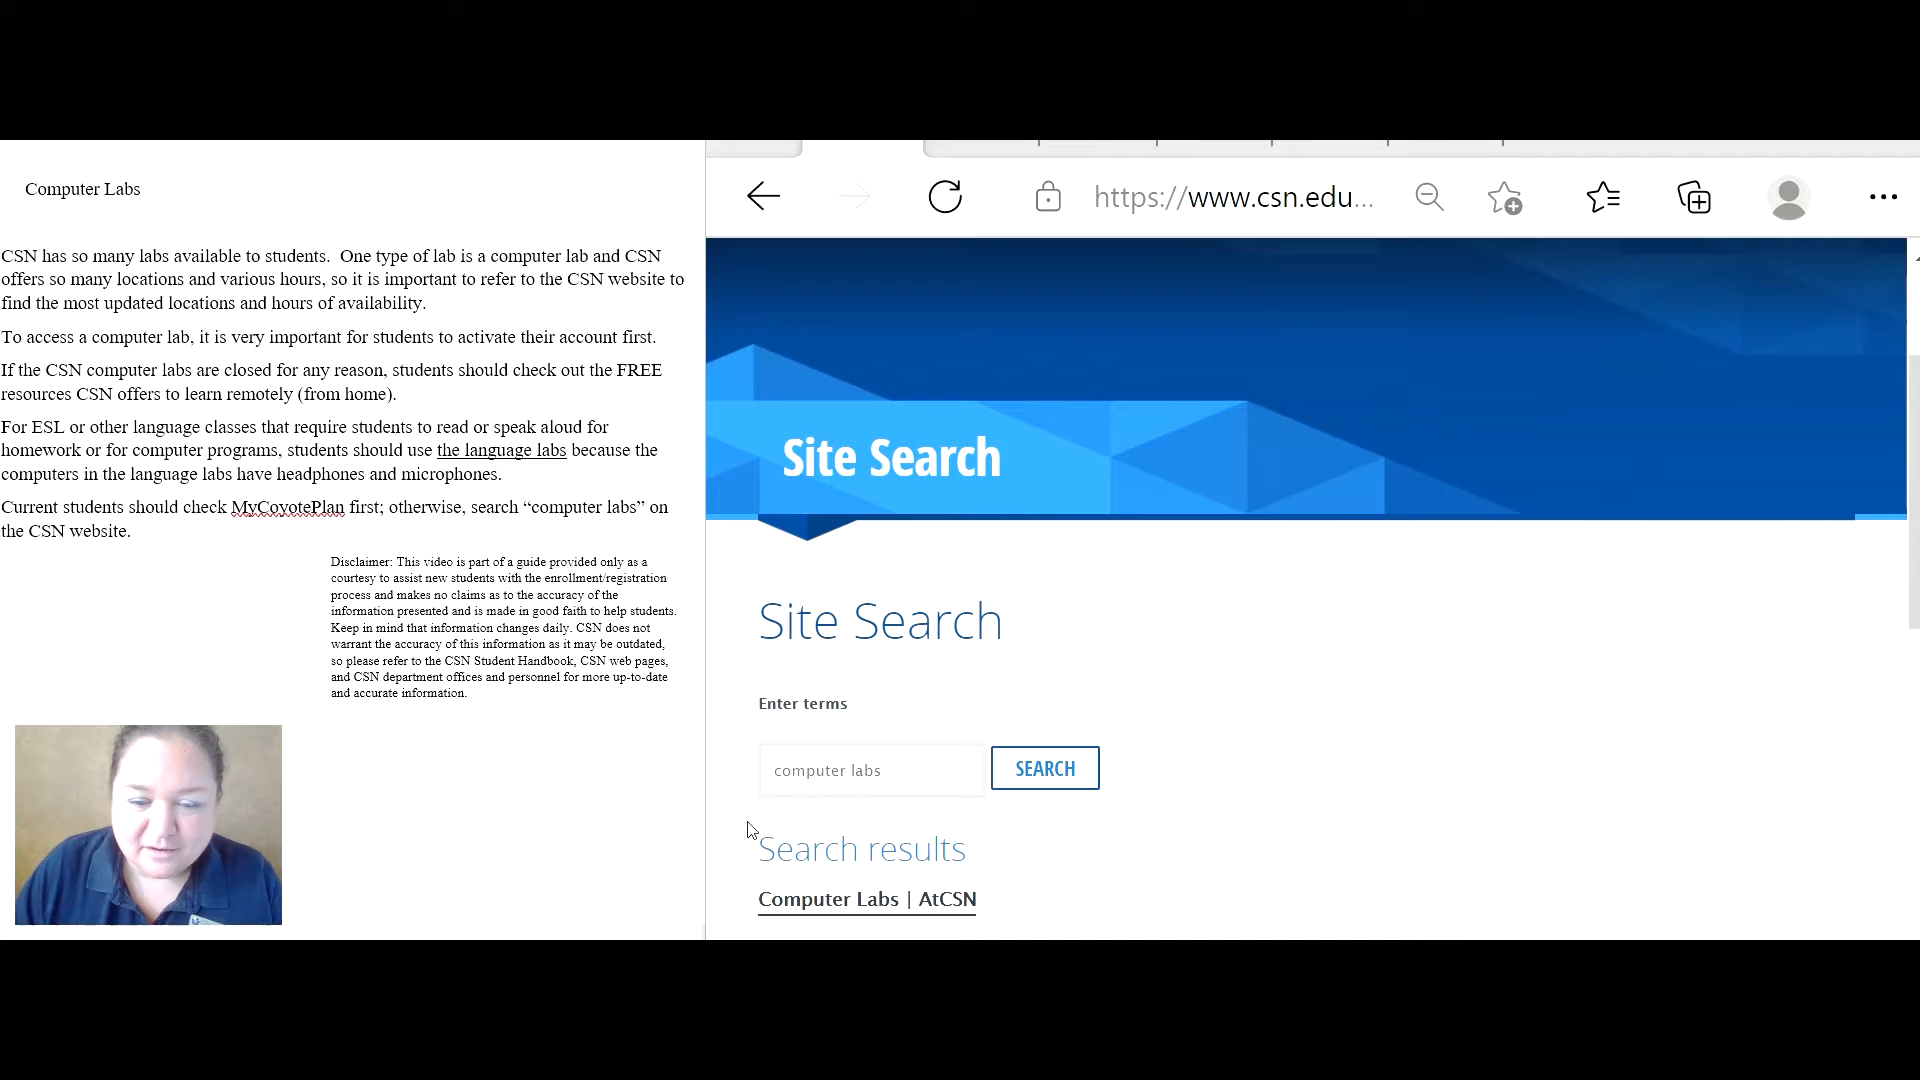 Computer Labs
CSN has so many labs available to students.  One type of lab is a computer lab and CSN
offers so many locations and various hours, so it is important to refer to the CSN website to
find the most updated locations and hours of availability.
To access a computer lab, it is very important for students to activate their account first.
If the CSN computer labs are closed for any reason, students should check out the FREE
resources CSN offers to learn remotely (from home).
For ESL or other language classes that require students to read or speak aloud for
homework or for computer programs, students should use the language labs because the
computers in the language labs have headphones and microphones.
Current students should check MyCoyotePlan first; otherwise, search “computer labs” on
the CSN website.
Disclaimer: This video is part of a guide provided only as a
courtesy to assist new students with the enrollment/registration
process and makes no claims as to the accuracy of the
information presented and is made in good faith to help students.
Keep in mind that information changes daily. CSN does not
warrant the accuracy of this information as it may be outdated,
so please refer to the CSN Student Handbook, CSN web pages,
and CSN department offices and personnel for more up-to-date
and accurate information.
https://www.csn.edu...
Site Search
Site Search
Enter terms
computer labs
SEARCH
Search results
Computer Labs | AtCSN